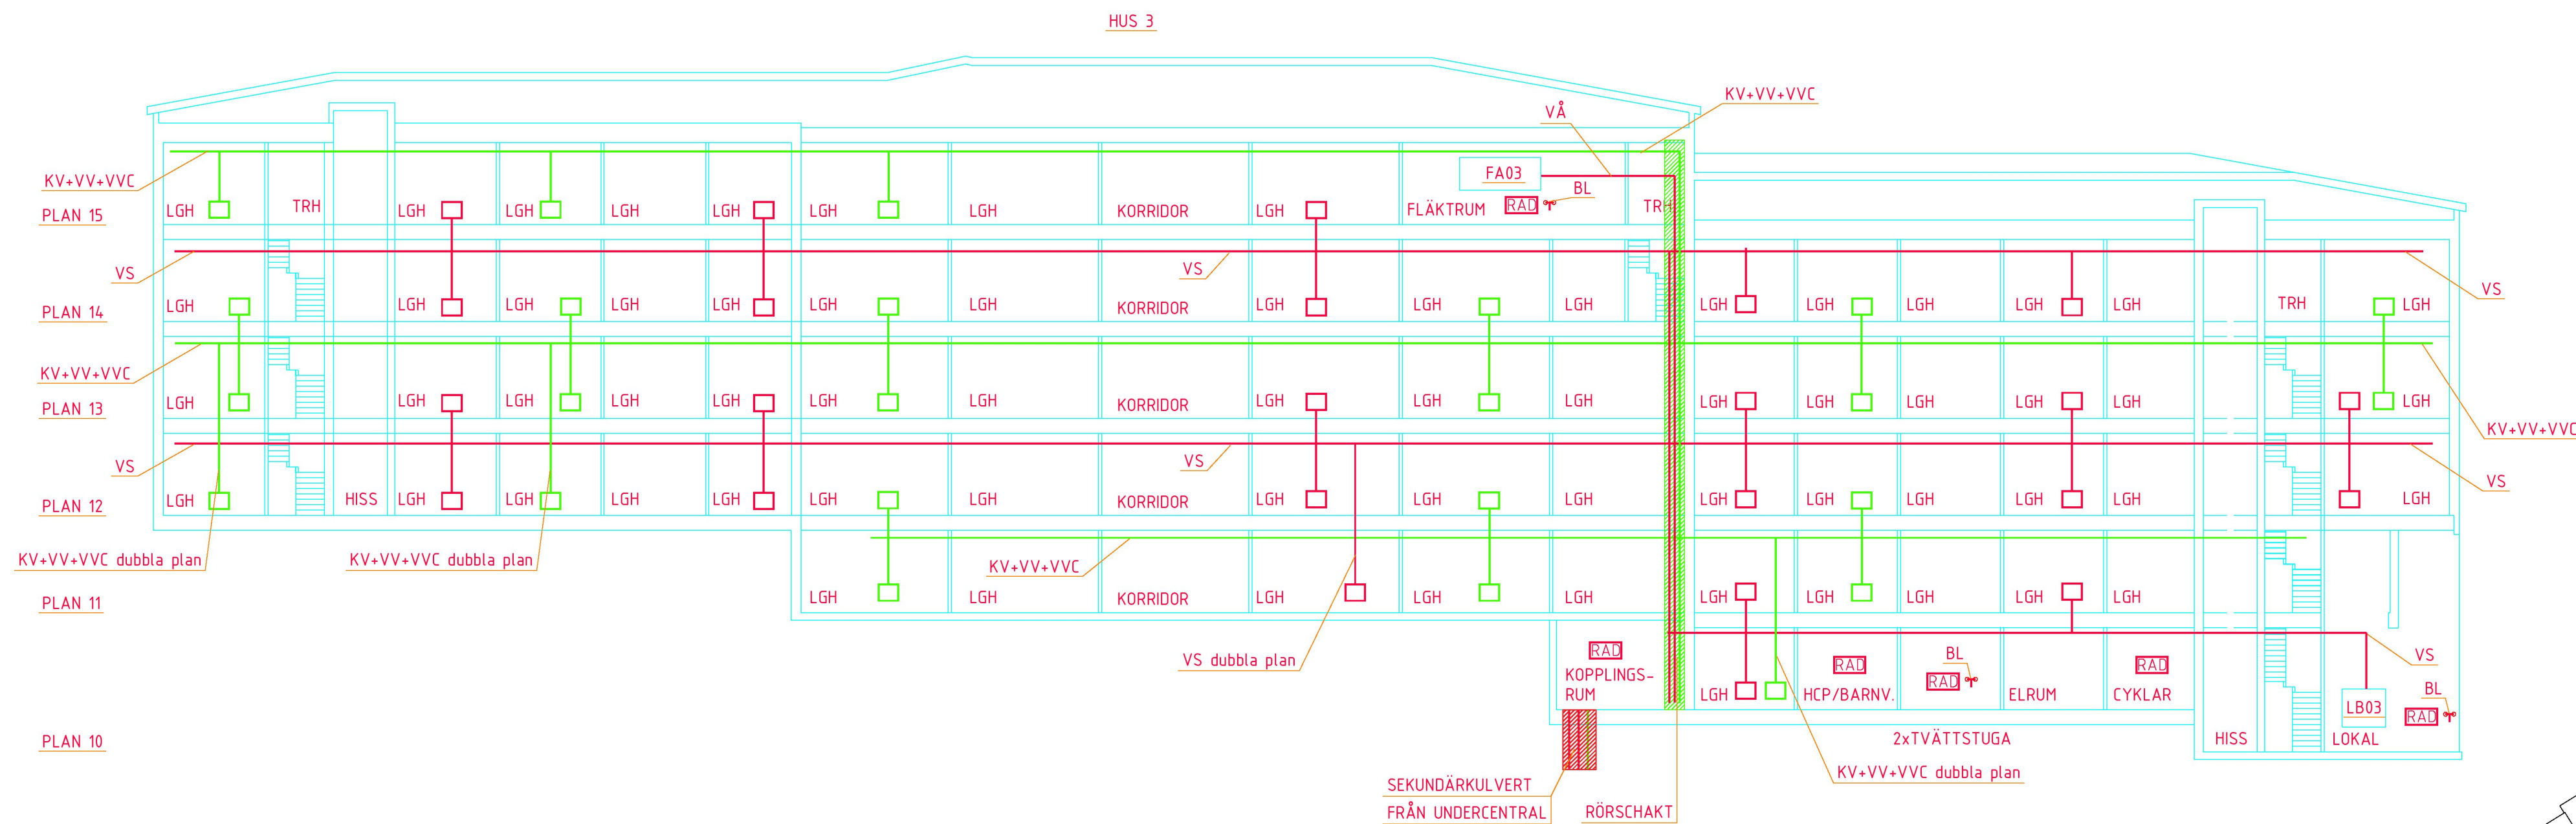 HUS 3
KV+VV+VVC
VÅ
FA03
BL
KV+VV+VVC
PLAN 15
LGH
TRH
LGH
LGH
LGH
LGH
LGH
LGH
KORRIDOR
LGH
FLÄKTRUM
RAD
TRH
VS
VS
VS
PLAN 14
LGH
LGH
LGH
LGH
LGH
LGH
LGH
KORRIDOR
LGH
LGH
LGH
LGH
LGH
LGH
LGH
LGH
TRH
LGH
KV+VV+VVC
PLAN 13
LGH
LGH
LGH
LGH
LGH
LGH
LGH
KORRIDOR
LGH
LGH
LGH
LGH
LGH
LGH
LGH
LGH
LGH
KV+VV+VVC
VS
VS
VS
PLAN 12
LGH
HISS
LGH
LGH
LGH
LGH
LGH
LGH
KORRIDOR
LGH
LGH
LGH
LGH
LGH
LGH
LGH
LGH
LGH
KV+VV+VVC dubbla plan
KV+VV+VVC dubbla plan
KV+VV+VVC
PLAN 11
LGH
LGH
KORRIDOR
LGH
LGH
LGH
LGH
LGH
LGH
LGH
LGH
VS dubbla plan
RAD
KOPPLINGS-
RUM
LGH
RAD
HCP/BARNV.
BL
RAD
ELRUM
RAD
CYKLAR
VS
BL
LB03
RAD
PLAN 10
2xTVÄTTSTUGA
HISS
LOKAL
KV+VV+VVC dubbla plan
SEKUNDÄRKULVERT
FRÅN UNDERCENTRAL
RÖRSCHAKT